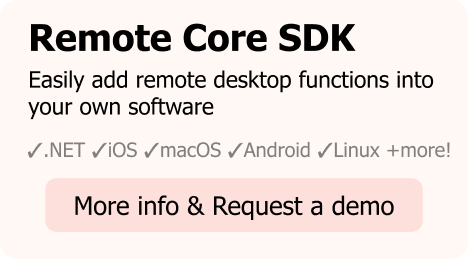 Remote Core SDK
Easily add remote desktop functions into
your own software
✓.NET ✓iOS ✓macOS ✓Android ✓Linux +more!
More info & Request a demo